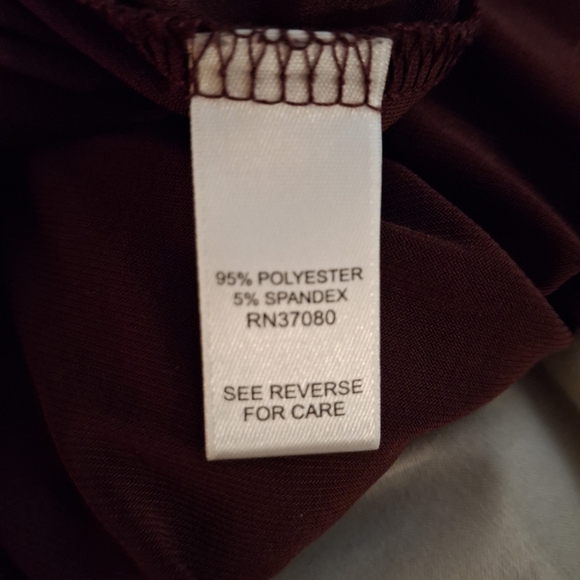 95% POLYESTER
5% SPANDEX
RN37080
SEE REVERSE
FOR CARE